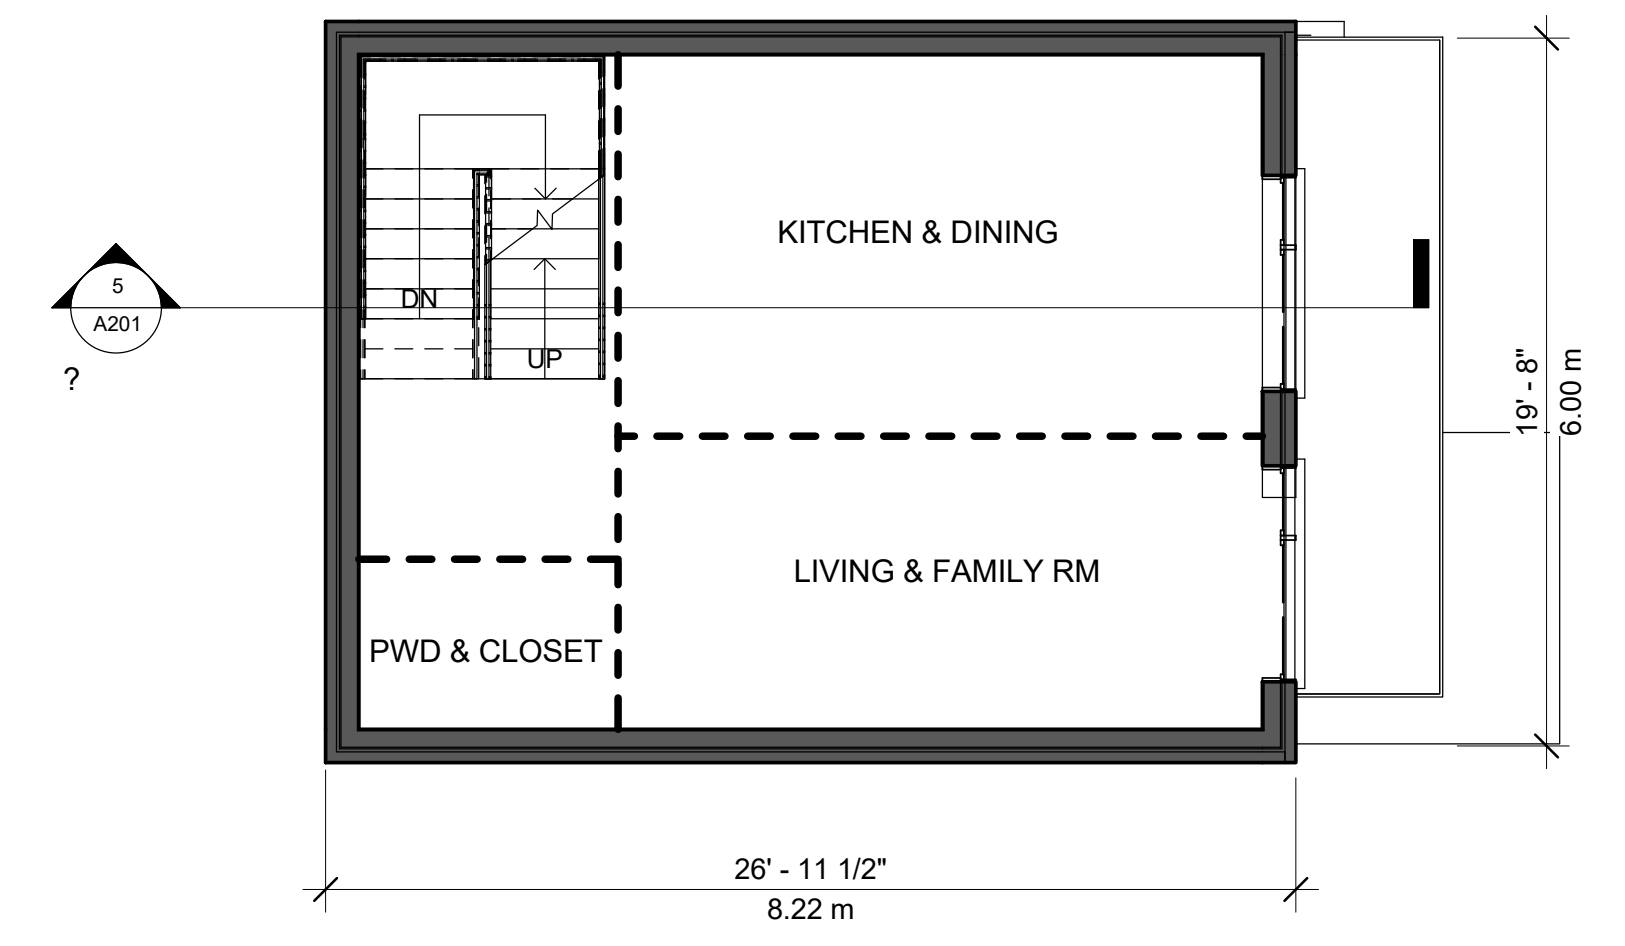 KITCHEN & DINING
5
A201
?
DN
UP
19' - 8"
6.00 m
LIVING & FAMILY RM
PWD & CLOSET
26' - 11 1/2"
8.22 m